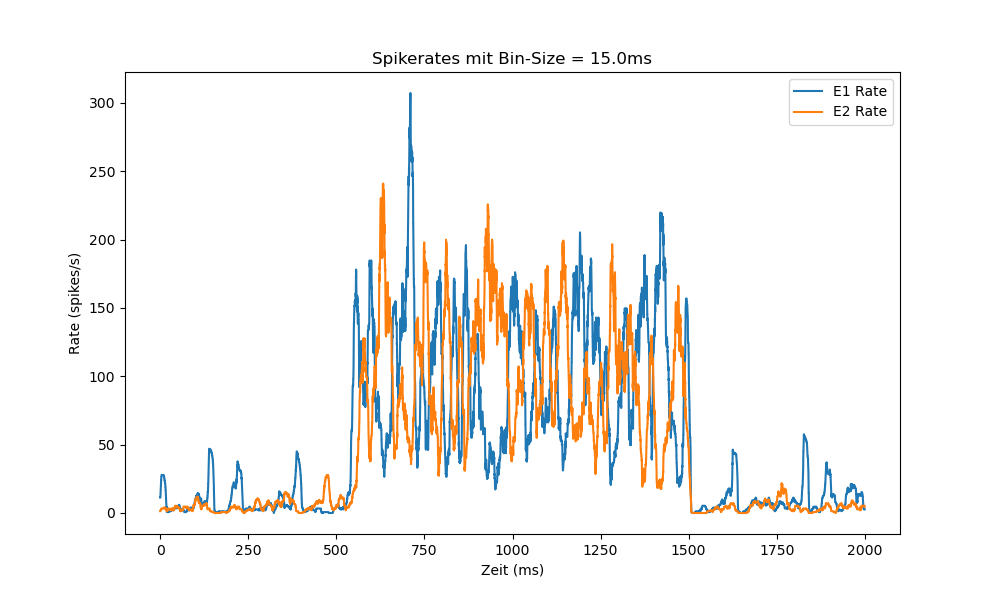 Spikerates mit Bin-Size = 15.0ms
E1 Rate
E2 Rate
300
250
200
150
100
50
0
Rate (spikes/s)
0 250 500 750 1000 1250 1500 1750 2000
Zeit (ms)